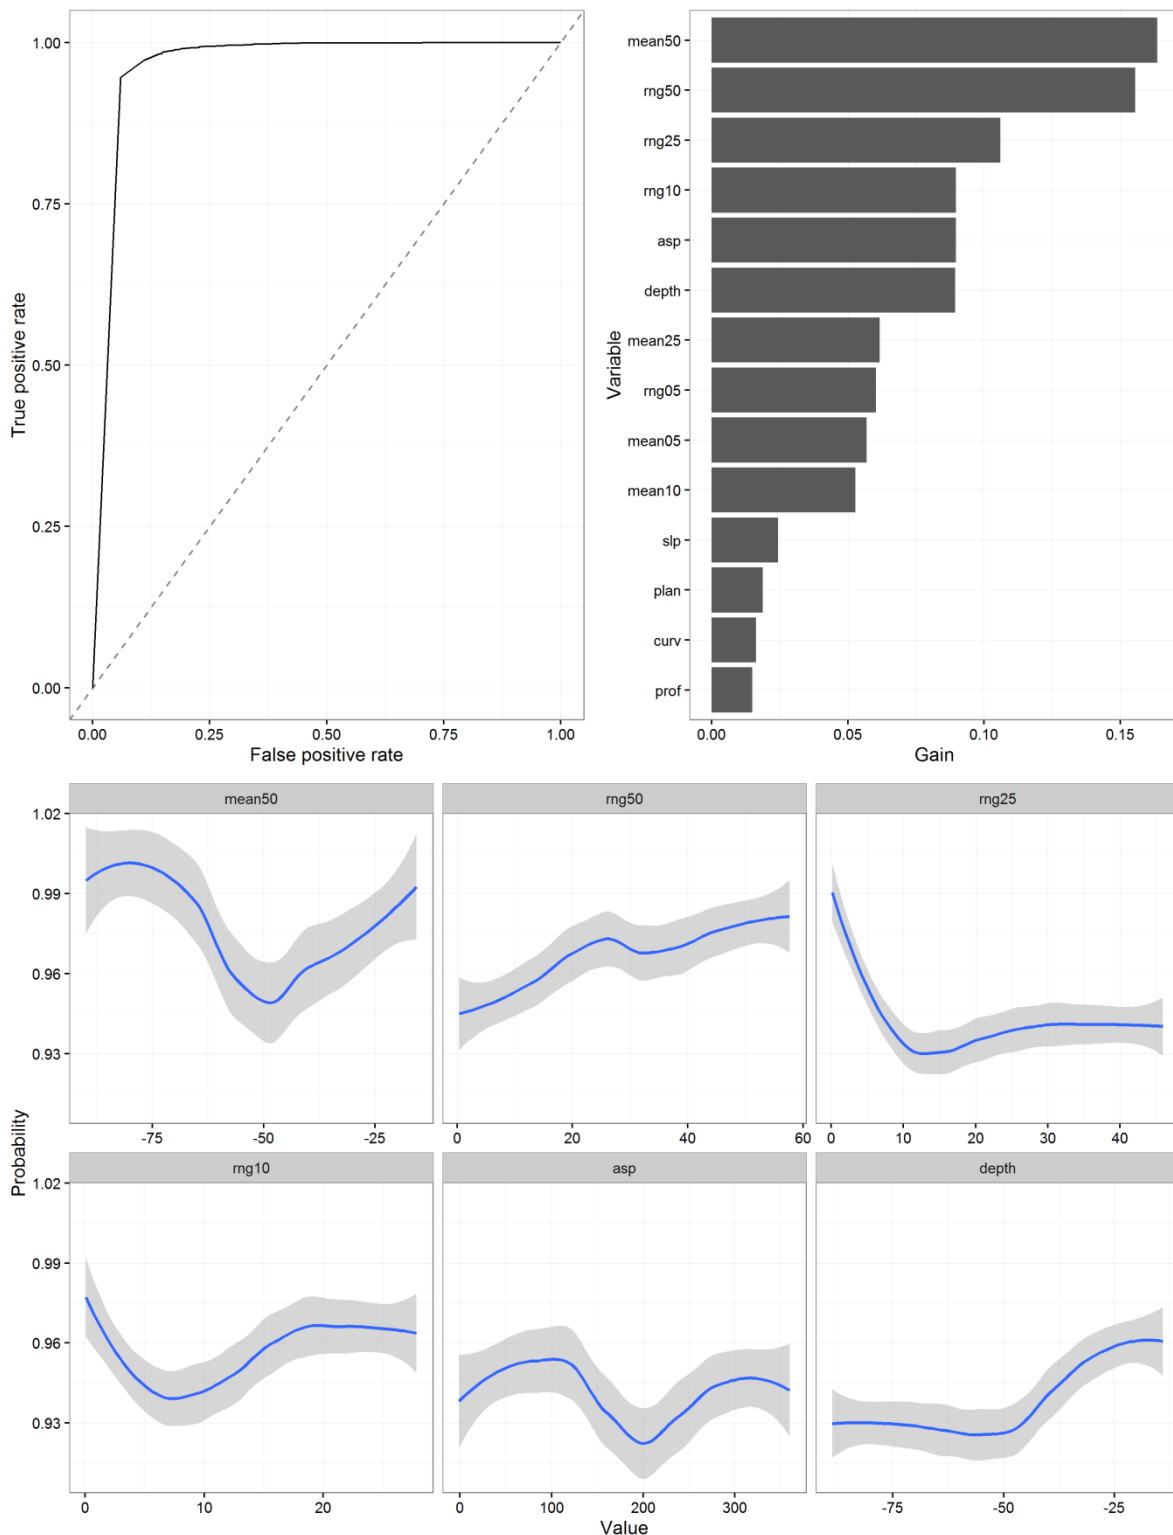 1.00
0.75
0.50
0.25
0.00
True positive rate
0.00 0.25 0.50 0.75 1.00
False positive rate
mean50
rng50
rng25
rng10
asp
depth
mean25
rng05
mean05
mean10
slp
plan
curv
prof
Variable
0.00 0.05 0.10 0.15
Gain
mean50 rng50 rng25
1.02
0.99
0.96
0.93
-75 -50 -25
0 20 40 60
0 10 20 30 40
Probability
rng10 asp depth
1.02
0.99
0.96
0.93
0 10 20
0 100 200 300
-75 -50 -25
Value